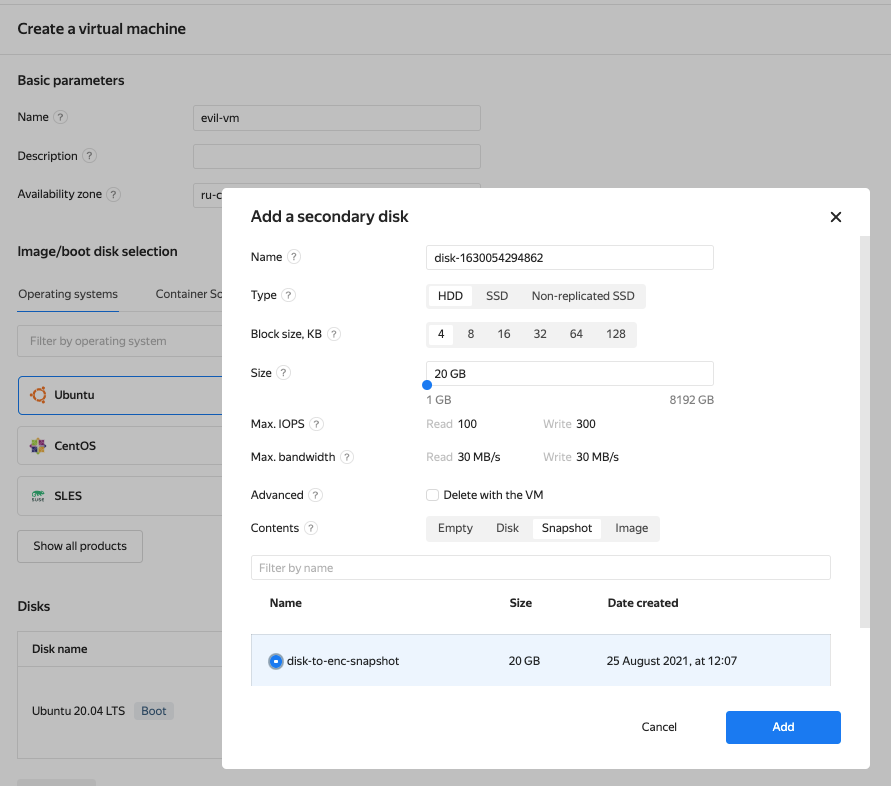 Create a virtual machine
Basic parameters
Name ?
evil-vm
Description ?
Availability zone ?
ru-c
Image/boot disk selection
Operating systems
Container So
Filter by operating system
Ubuntu
CentOS
SLES
Show all products
Disks
Disk name
Ubuntu 20.04 LTS Boot
Add a secondary disk
Name ?
disk-1630054294862
Type ?
HDD SSD Non-replicated SSD
Block size, KB ?
4 8 16 32 64 128
Size ?
20 GB
1 GB 8192 GB
Max. IOPS ? Read 100 Write 300
Max. bandwidth ? Read 30 MB/s Write 30 MB/s
Advanced ? Delete with the VM
Contents ? Empty Disk Snapshot Image
Filter by name
Name Size Date created
disk-to-enc-snapshot 20 GB 25 August 2021, at 12:07
Cancel Add